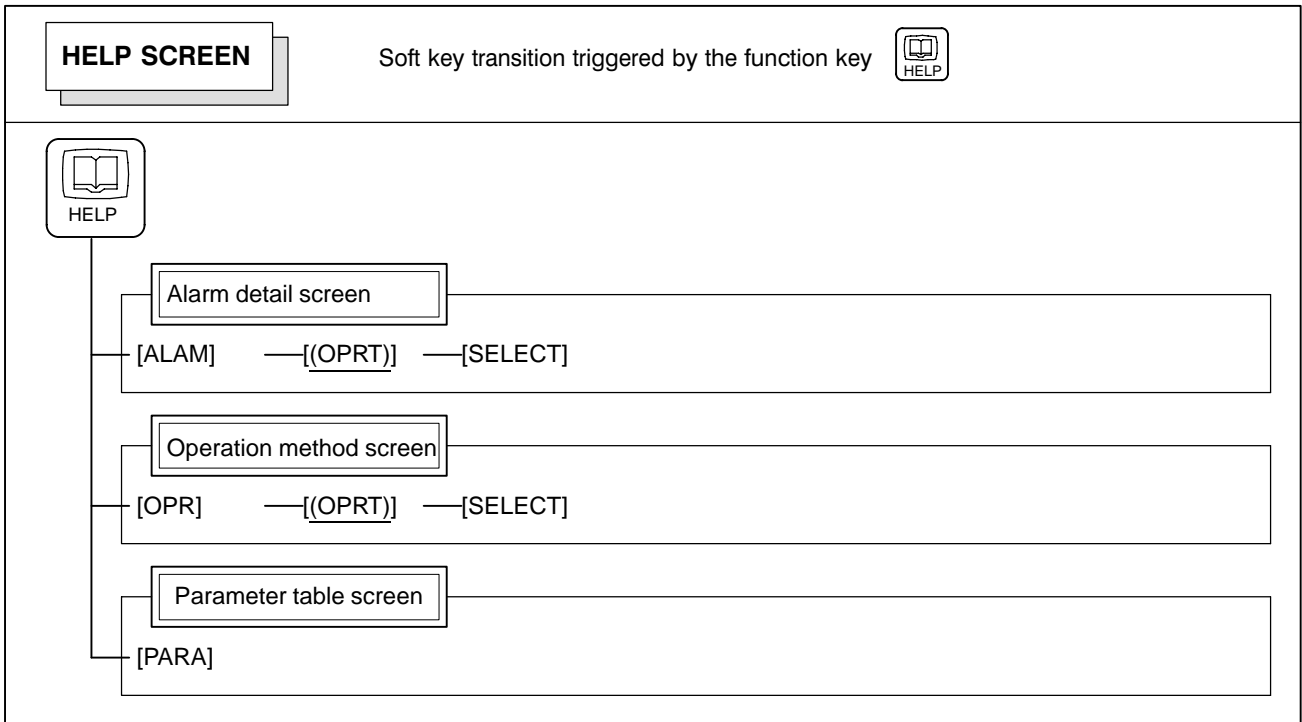 HELP SCREEN
Soft key transition triggered by the function key
HELP
HELP
Alarm detail screen
[ALAM] [(OPRT)] [SELECT]
Operation method screen
[OPR] [(OPRT)] [SELECT]
Parameter table screen
[PARA]